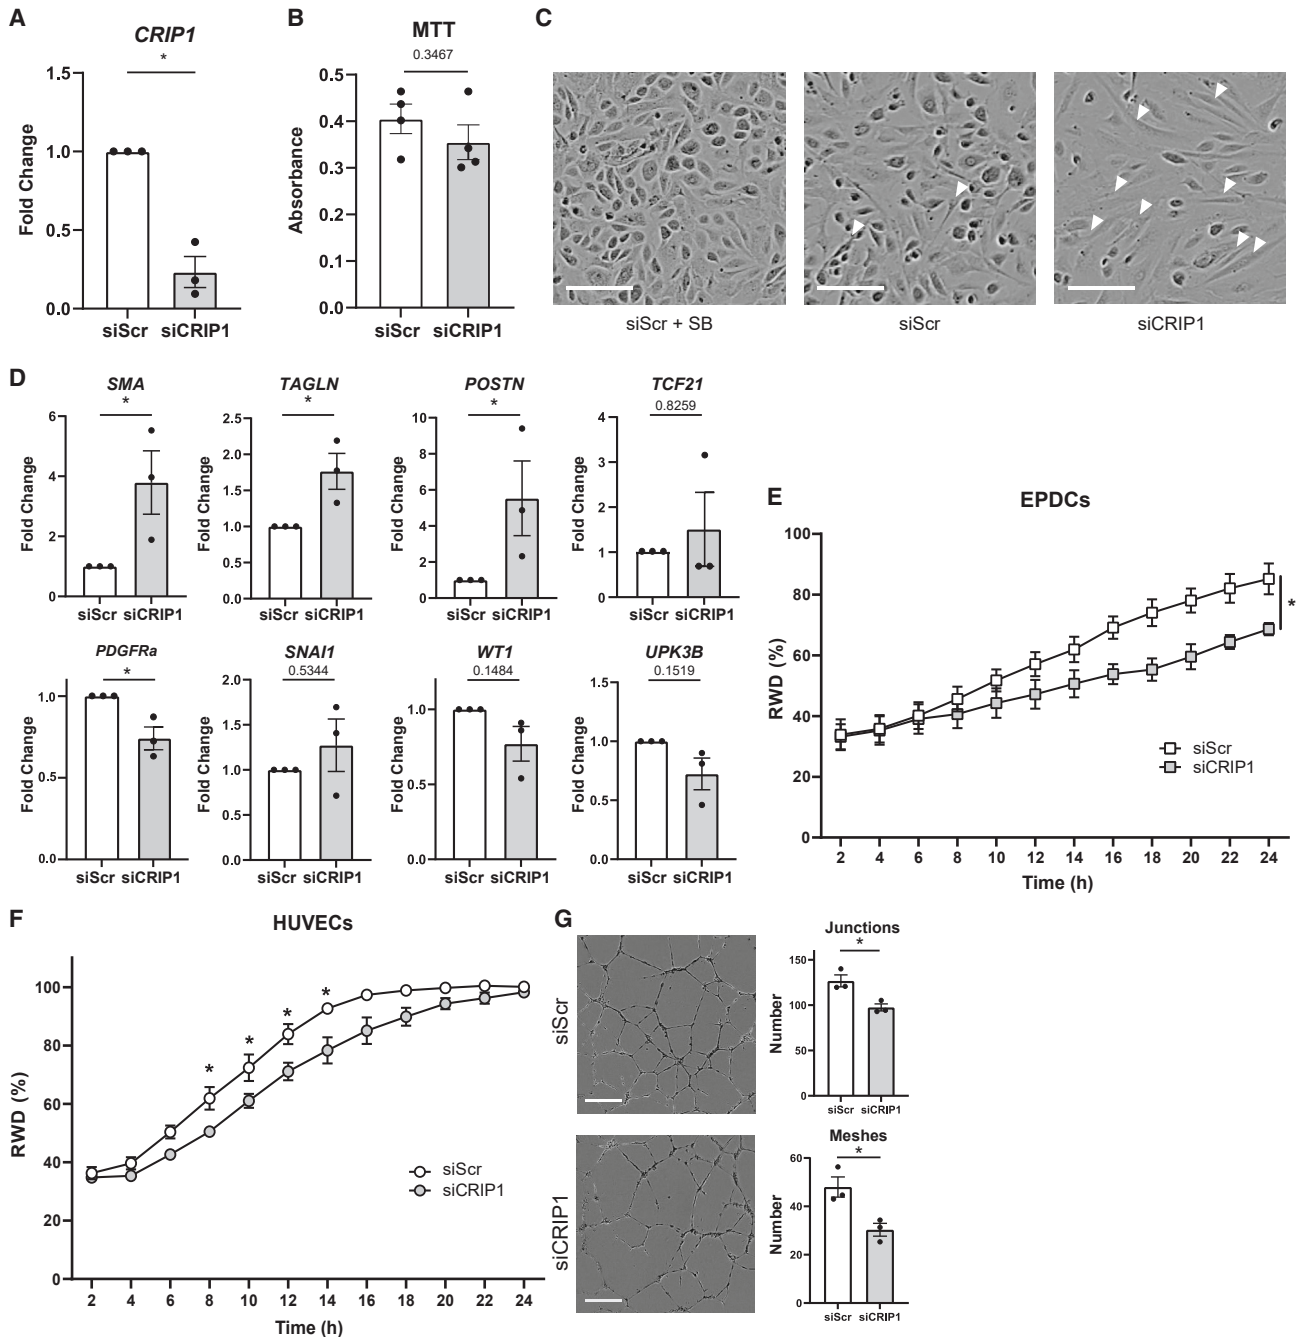 A
CRIP1
*
Fold Change
1.5
1.0
0.5
0.0
siScr siCRIP1
B
MTT
0.3467
Absorbance
0.5
0.4
0.3
0.2
0.1
0.0
siScr siCRIP1
C
siScr + SB
siScr
siCRIP1
D
SMA
*
Fold Change
6
4
2
0
siScr siCRIP1
TAGLN
*
Fold Change
2.5
2.0
1.5
1.0
0.5
0.0
siScr siCRIP1
POSTN
*
Fold Change
10
8
6
4
2
0
siScr siCRIP1
TCF21
0.8259
Fold Change
4
3
2
1
0
siScr siCRIP1
PDGFRa
*
Fold Change
1.0
0.5
0.0
siScr siCRIP1
SNAI1
0.5344
Fold Change
2.0
1.5
1.0
0.5
0.0
siScr siCRIP1
WT1
0.1484
Fold Change
1.0
0.5
0.0
siScr siCRIP1
UPK3B
0.1519
Fold Change
1.5
1.0
0.5
0.0
siScr siCRIP1
E
EPDCs
RWD (%)
100
80
60
40
20
0
*
siScr
siCRIP1
2 4 6 8 10 12 14 16 18 20 22 24
Time (h)
F
HUVECs
RWD (%)
100
80
60
40
20
0
* * * *
siScr
siCRIP1
2 4 6 8 10 12 14 16 18 20 22 24
Time (h)
G
siScr
siCRIP1
Junctions
*
Number
150
100
50
0
siScr siCRIP1
Meshes
*
Number
60
40
20
0
siScr siCRIP1